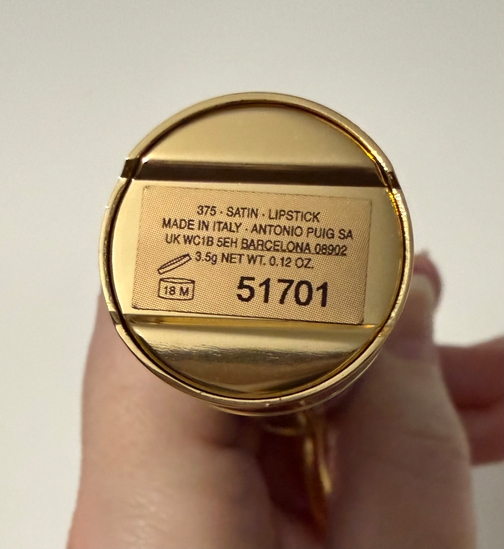 375 · SATIN · LIPSTICK
MADE IN ITALY · ANTONIO PUIG SA
UK WC1B 5EH BARCELONA 08902
3.5g NET WT. 0.12 OZ.
18 M
51701